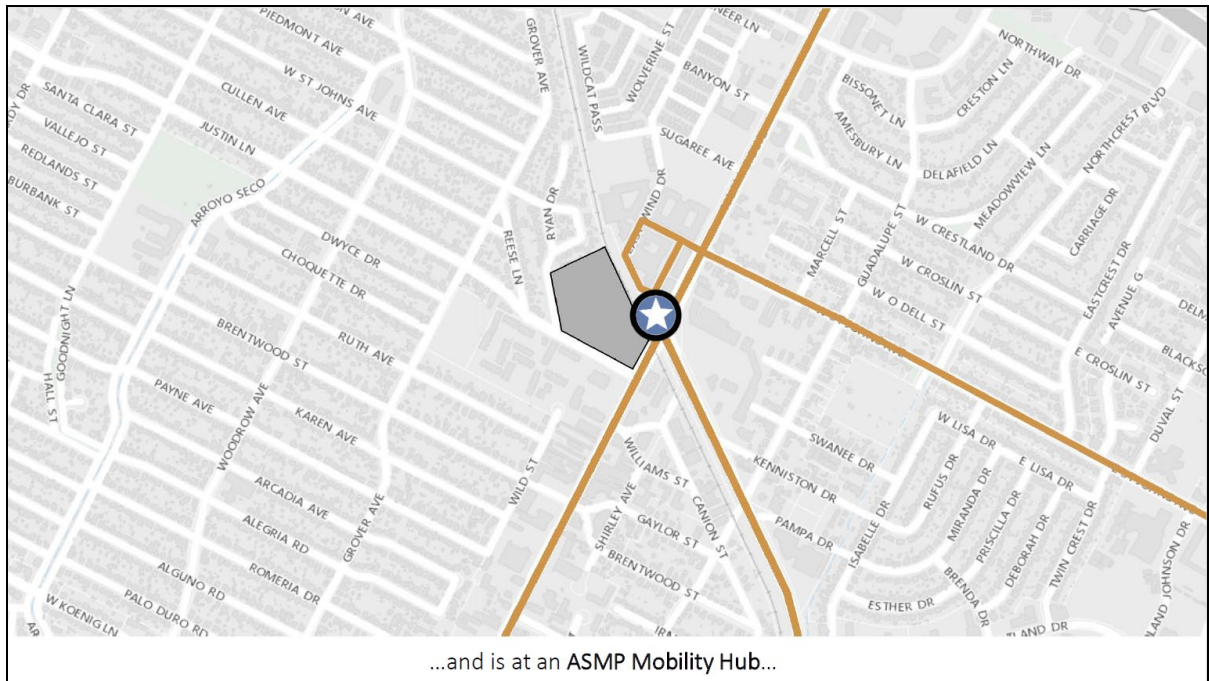 PIEDMONT AVE
W ST JOHNS AVE
CULLEN AVE
JUSTIN LN
SANTA CLARA ST
VALLEJO ST
REDLANDS ST
BURBANK ST
ARROYO SECO
GROVER AVE
WILDCAT PASS
WOLVERINE ST
BANYON ST
SUGAREE AVE
NORTHWAY DR
BISSONET LN
CRESTON LN
AMESBURY LN
DELAFIELD LN
MEADOWVIEW LN
NORTHCREST BLVD
CARRIAGE DR
EASTCREST DR
AVENUE G
W CRESTLAND DR
W CROSLIN ST
W O DELL ST
GUADALUPE ST
MARCELL ST
E CROSLIN ST
DUVAL ST
RYAN DR
REESE LN
DWYCE DR
CHOQUETTE DR
RUTH AVE
BRENTWOOD ST
KAREN AVE
PAYNE AVE
WOODROW AVE
ARCADIA AVE
ALEGRIA RD
GROVER AVE
ROMERIA DR
ALGUNO RD
PALO DURO RD
W KOENIG LN
GOODNIGHT LN
HALL ST
WILD ST
WILLIAMS ST
CANION ST
SHIRLEY AVE
GAYLOR ST
BRENTWOOD ST
KENNISTON DR
SWANEE DR
PAMPA DR
ISABELLE DR
W LISA DR
E LISA DR
RUFUS DR
MIRANDA DR
PRISCILLA DR
DEBORAH DR
TWIN CREST DR
BRENDA DR
ESTHER DR
...and is at an ASMP Mobility Hub...